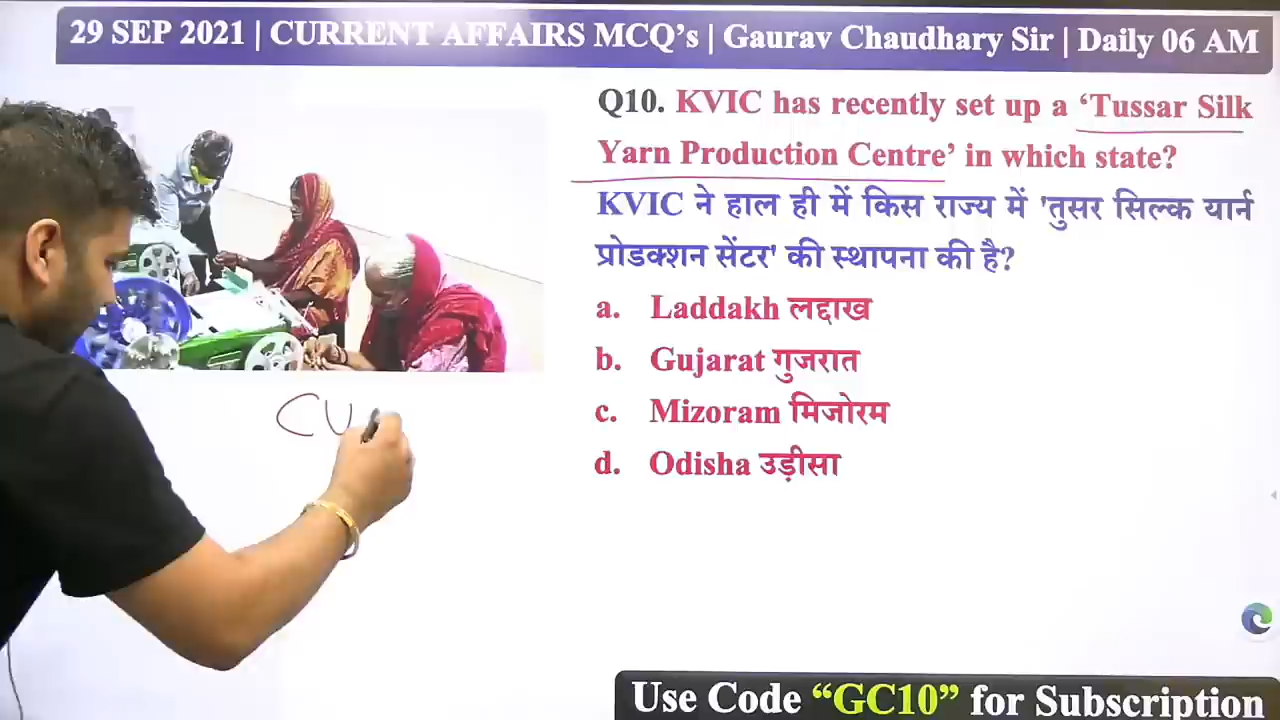 29 SEP 2021 | CURRENT AFFAIRS MCQ’s | Gaurav Chaudhary Sir | Daily 06 AM
Q10. KVIC has recently set up a ‘Tussar Silk
Yarn Production Centre’ in which state?
KVIC ने हाल ही में किस राज्य में 'तुसर सिल्क यार्न
प्रोडक्शन सेंटर' की स्थापना की है?
a. Laddakh लद्दाख
b. Gujarat गुजरात
c. Mizoram मिजोरम
d. Odisha उड़ीसा
CU
Use Code “GC10” for Subscription